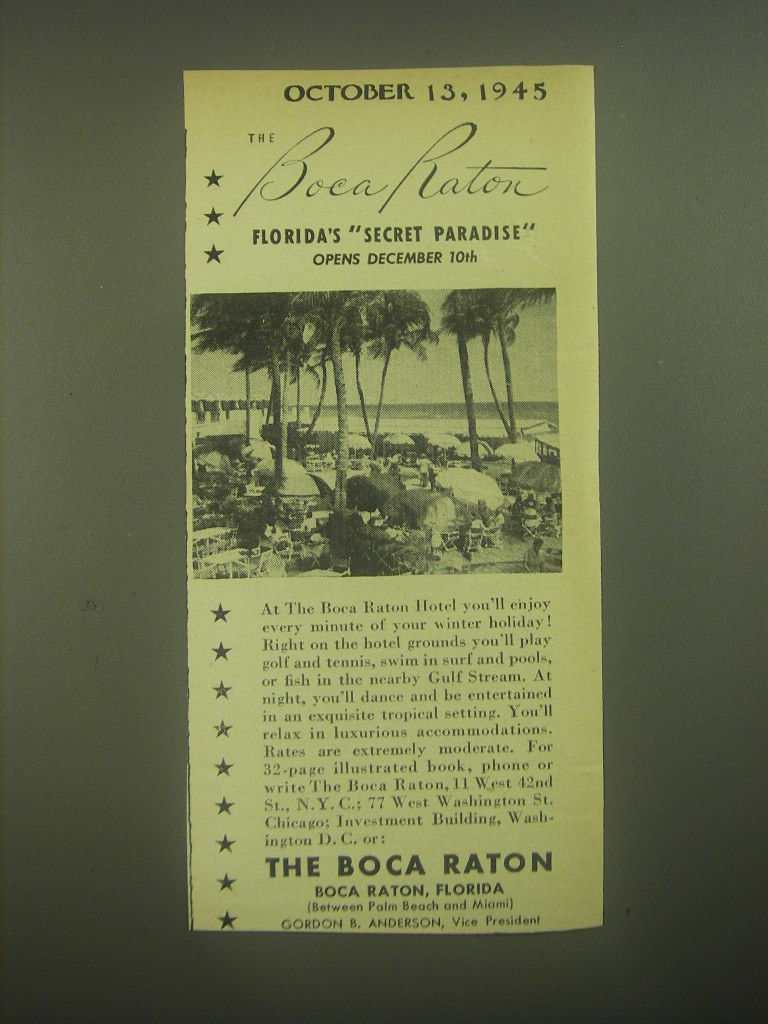 OCTOBER 13, 1945
THE
Boca Raton
FLORIDA'S "SECRET PARADISE"
OPENS DECEMBER 10th
At The Boca Raton Hotel you'll enjoy
every minute of your winter holiday!
Right on the hotel grounds you'll play
golf and tennis, swim in surf and pools,
or fish in the nearby Gulf Stream. At
night, you'll dance and be entertained
in an exquisite tropical setting. You'll
relax in luxurious accommodations.
Rates are extremely moderate. For
32-page illustrated book, phone or
write The Boca Raton, 11 West 42nd
St., N.Y.C.; 77 West Washington St.
Chicago; Investment Building, Wash-
ington D. C. or:
THE BOCA RATON
BOCA RATON, FLORIDA
(Between Palm Beach and Miami)
GORDON B. ANDERSON, Vice President